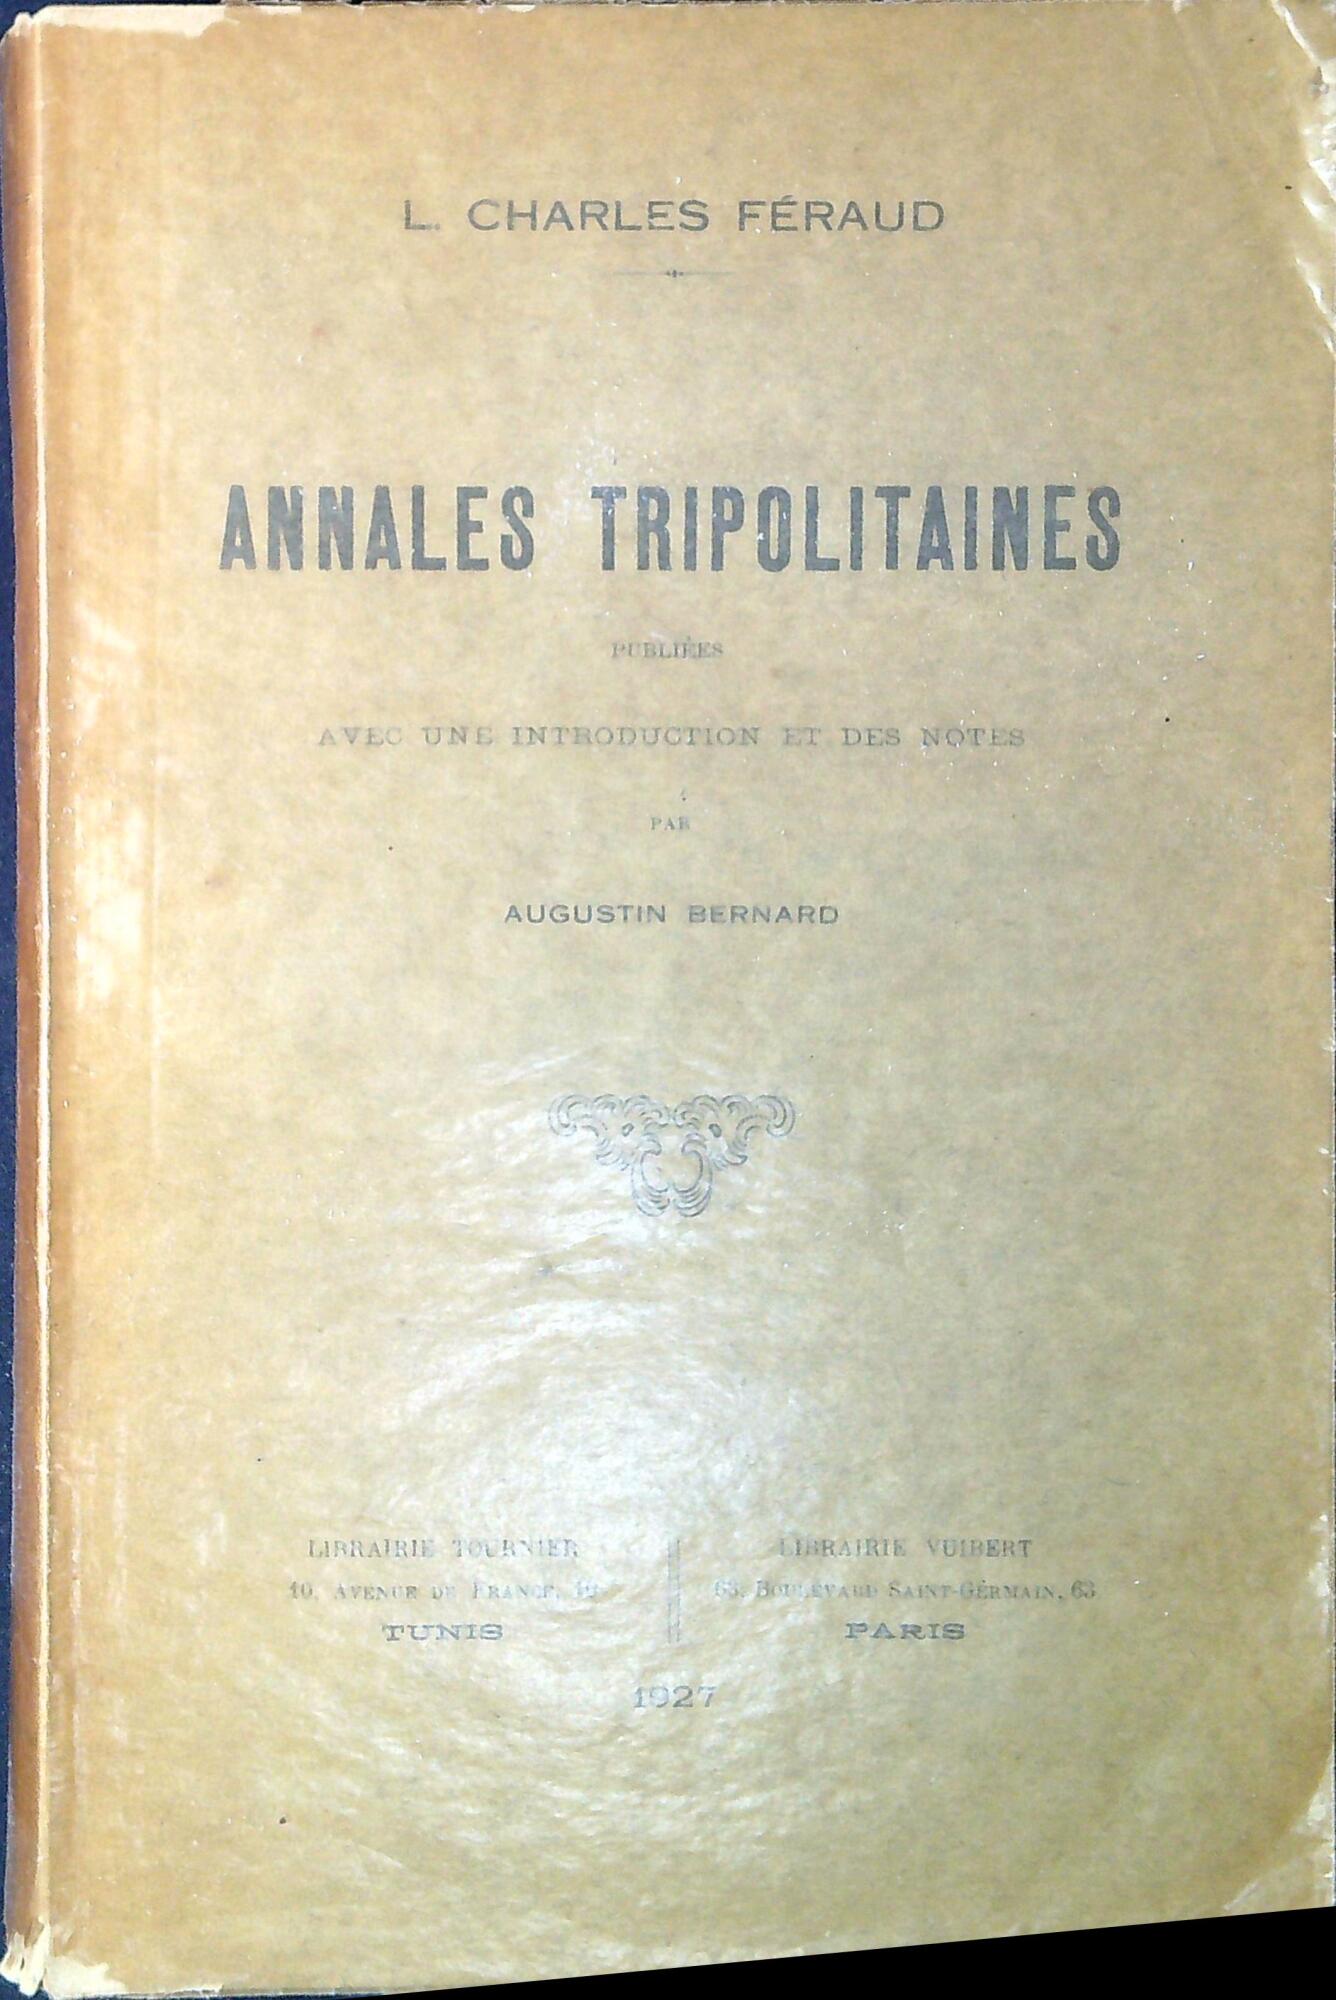 L. CHARLES FÉRAUD
ANNALES TRIPOLITAINES
PUBLIÉES
AVEC UNE INTRODUCTION ET DES NOTES
PAR
AUGUSTIN BERNARD
LIBRAIRIE TOURNIER
10, AVENUE DE FRANCE, 10
TUNIS
LIBRAIRIE VUIBERT
63, BOULEVARD SAINT-GERMAIN, 63
PARIS
1927